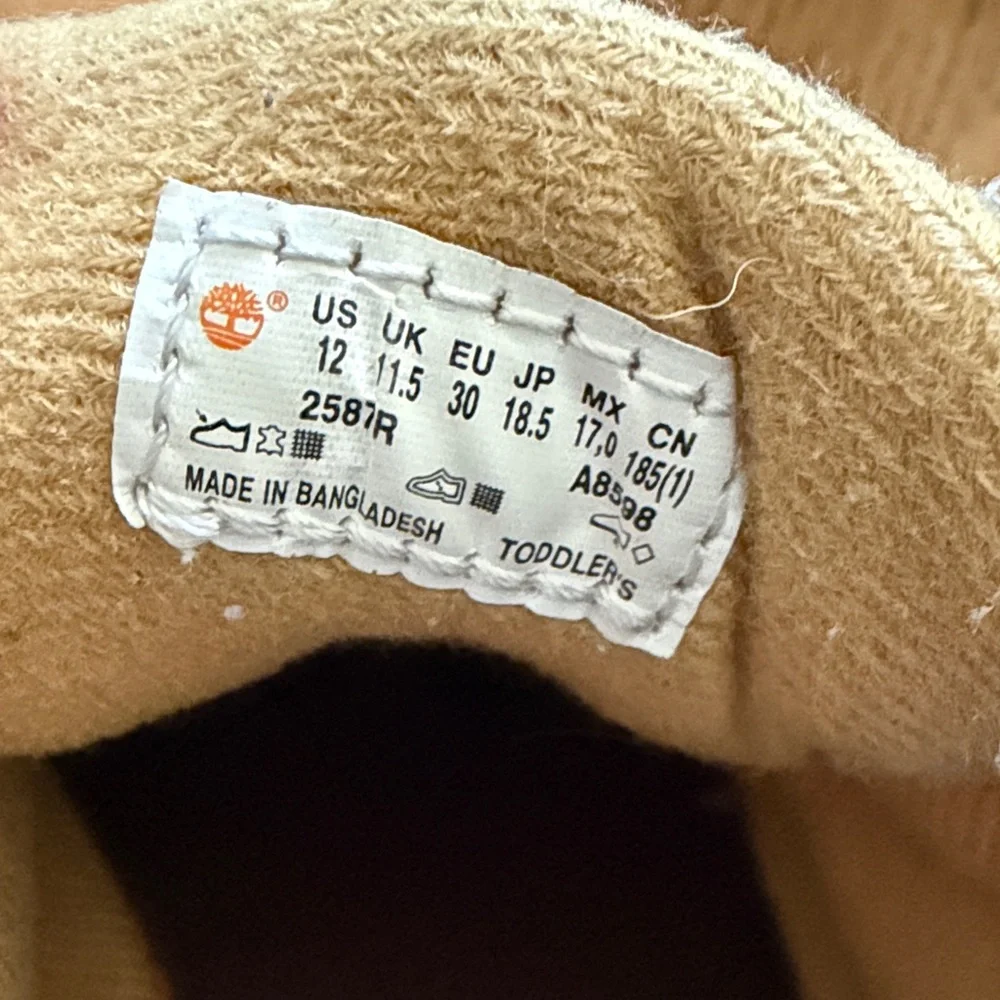 ® US UK EU JP MX CN
12 11.5 30 18.5 17,0 185(1)
2587R A8598
MADE IN BANGLADESH TODDLER'S